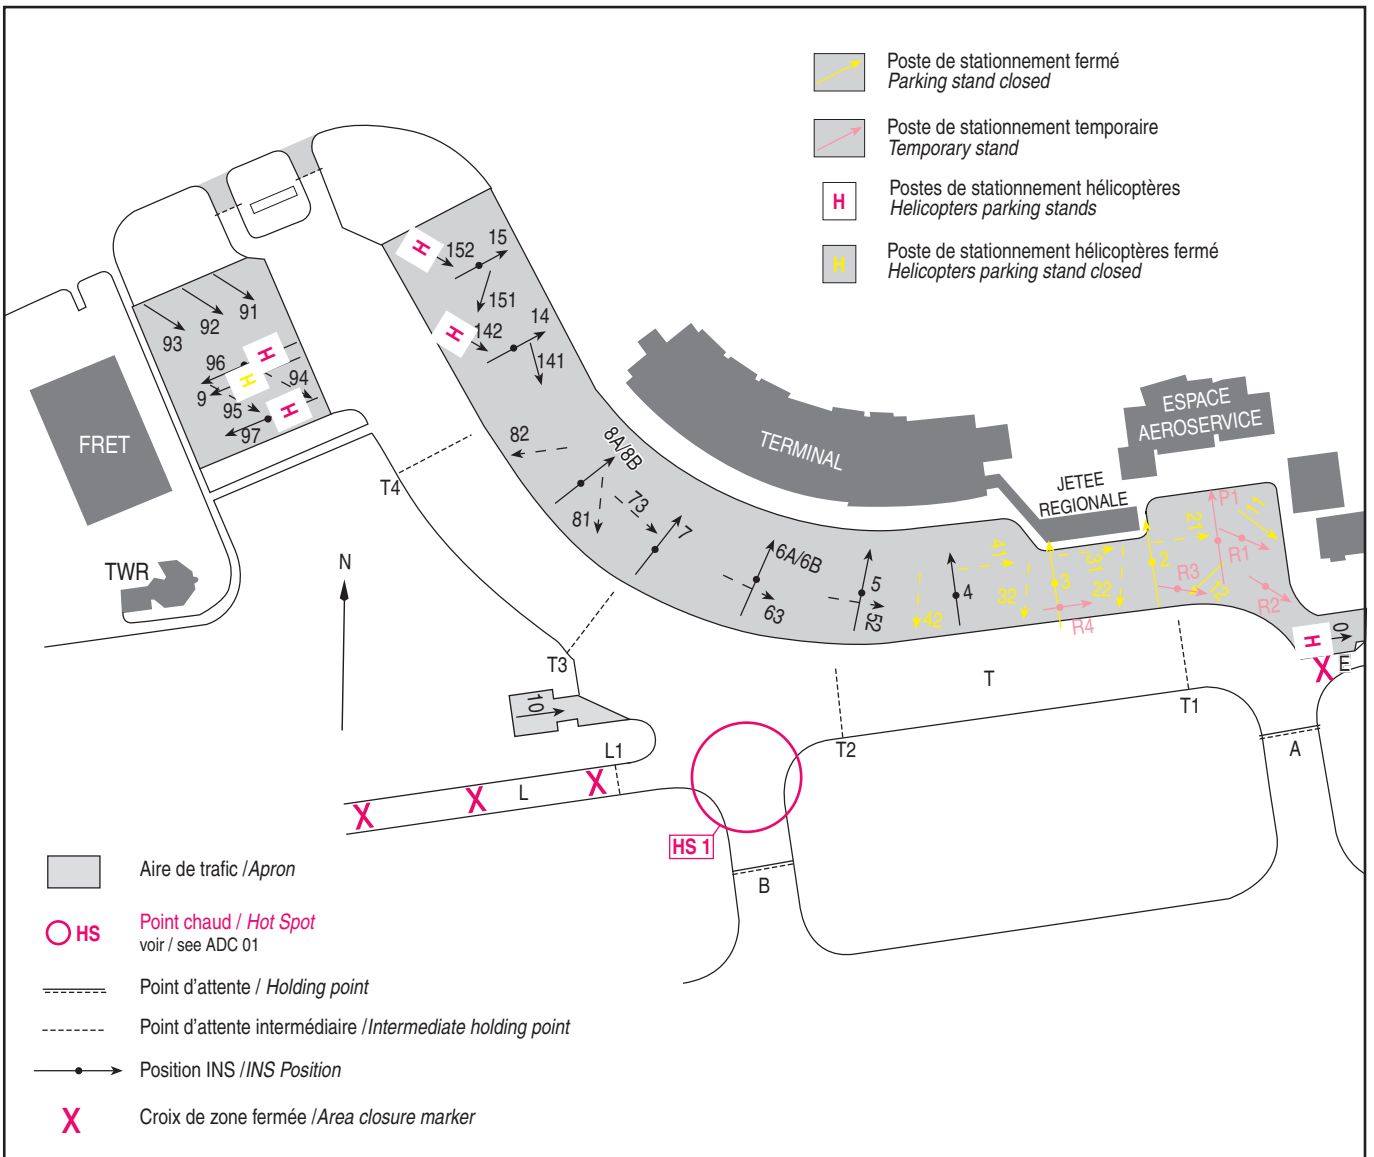 Poste de stationnement fermé
Parking stand closed
Poste de stationnement temporaire
Temporary stand
H
Postes de stationnement hélicoptères
Helicopters parking stands
H
Poste de stationnement hélicoptères fermé
Helicopters parking stand closed
H
152
15
151
H
142
14
141
91
92
93
96
H
H
94
9
95
H
97
FRET
TWR
N
T4
82
8A/8B
81
73
7
TERMINAL
JETEE
REGIONALE
ESPACE
AEROSERVICE
6A/6B
63
5
52
4
42
41
32
3
31
22
R4
2
21
P1
11
R1
R3
12
R2
H
0
X
E
T3
10
L1
L
X
X
X
T
T1
T2
A
HS 1
B
Aire de trafic / Apron
HS
Point chaud / Hot Spot
voir / see ADC 01
Point d'attente / Holding point
Point d'attente intermédiaire / Intermediate holding point
Position INS / INS Position
X
Croix de zone fermée / Area closure marker